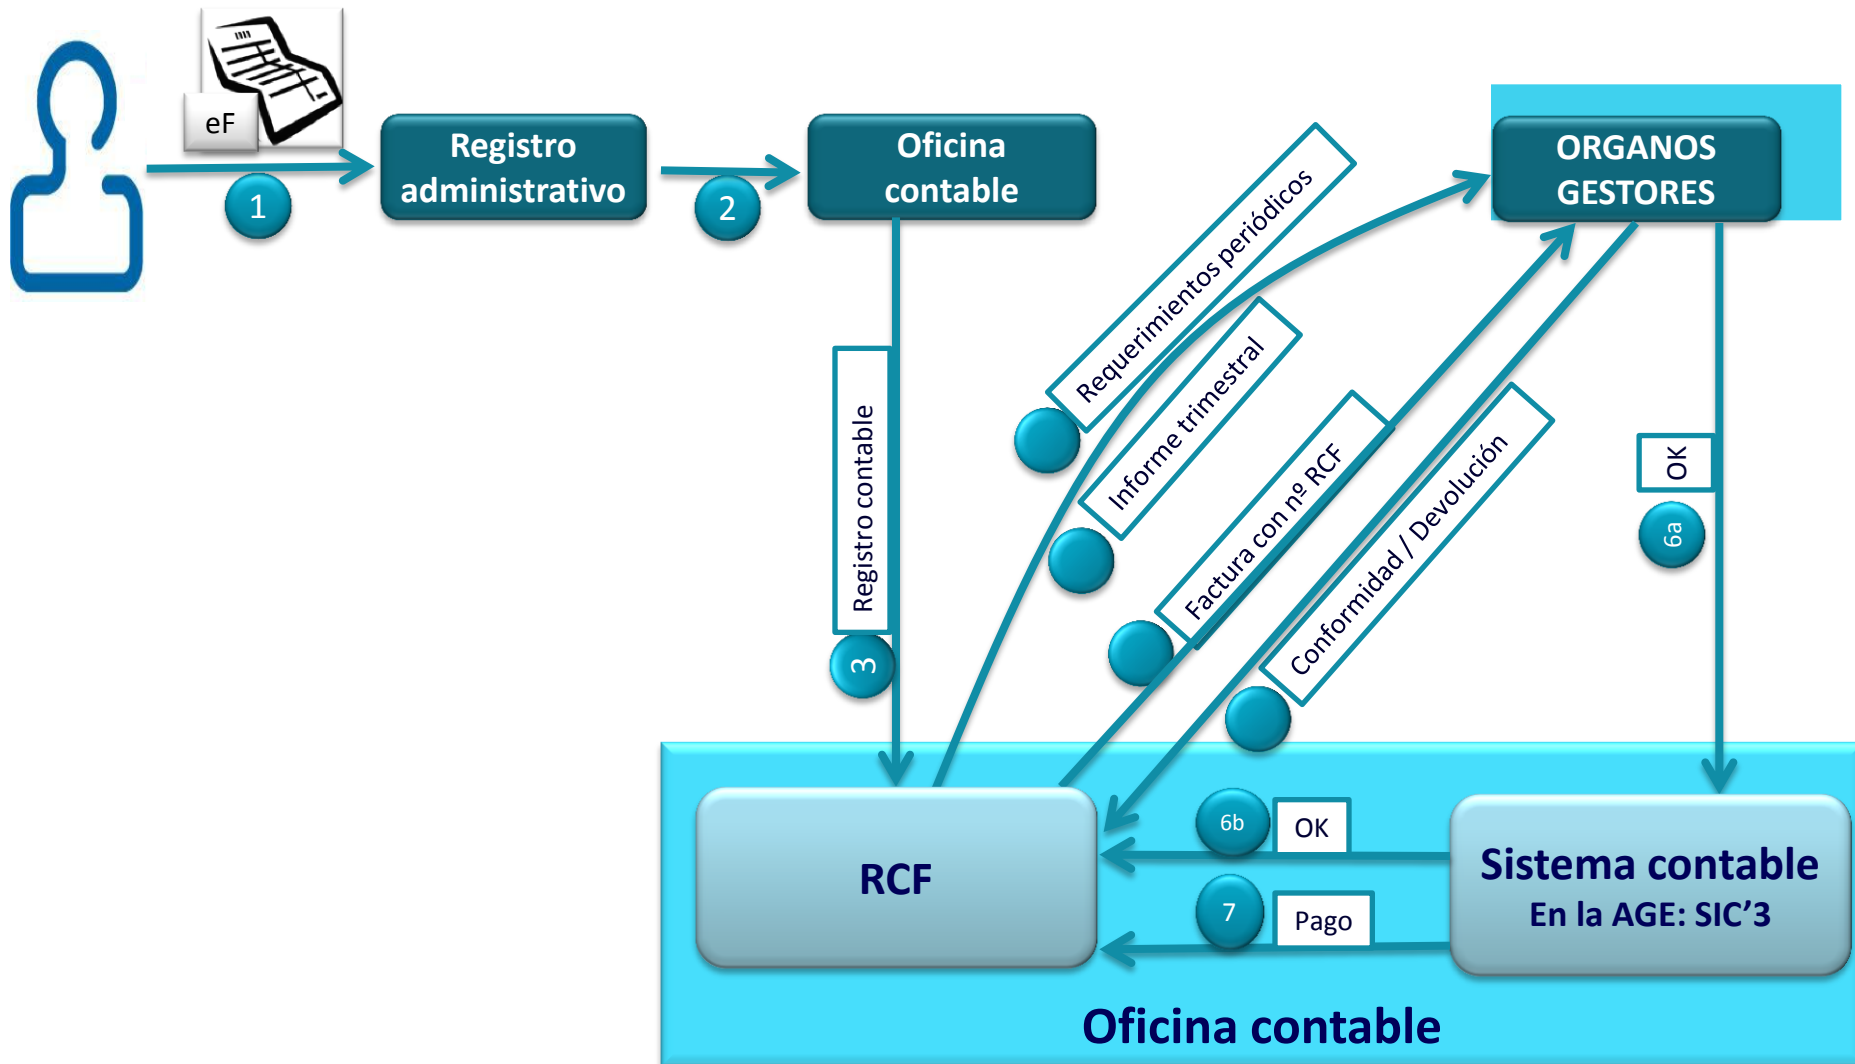 eF
1
Registro
administrativo
2
Oficina
contable
ORGANOS
GESTORES
Requerimientos periódicos
Informe trimestral
Factura con nº RCF
Conformidad / Devolución
Registro contable
3
OK
6a
6b
OK
7
Pago
RCF
Sistema contable
En la AGE: SIC’3
Oficina contable